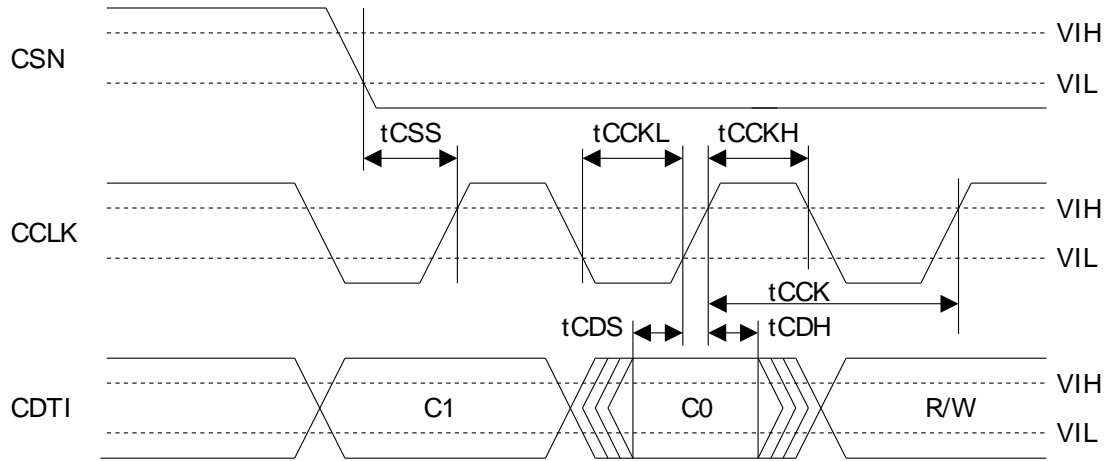 VIH
CSN
VIL
tCSS tCCKL tCCKH
VIH
CCLK
VIL
tCCK
tCDS tCDH
VIH
CDTI C1 C0 R/W
VIL